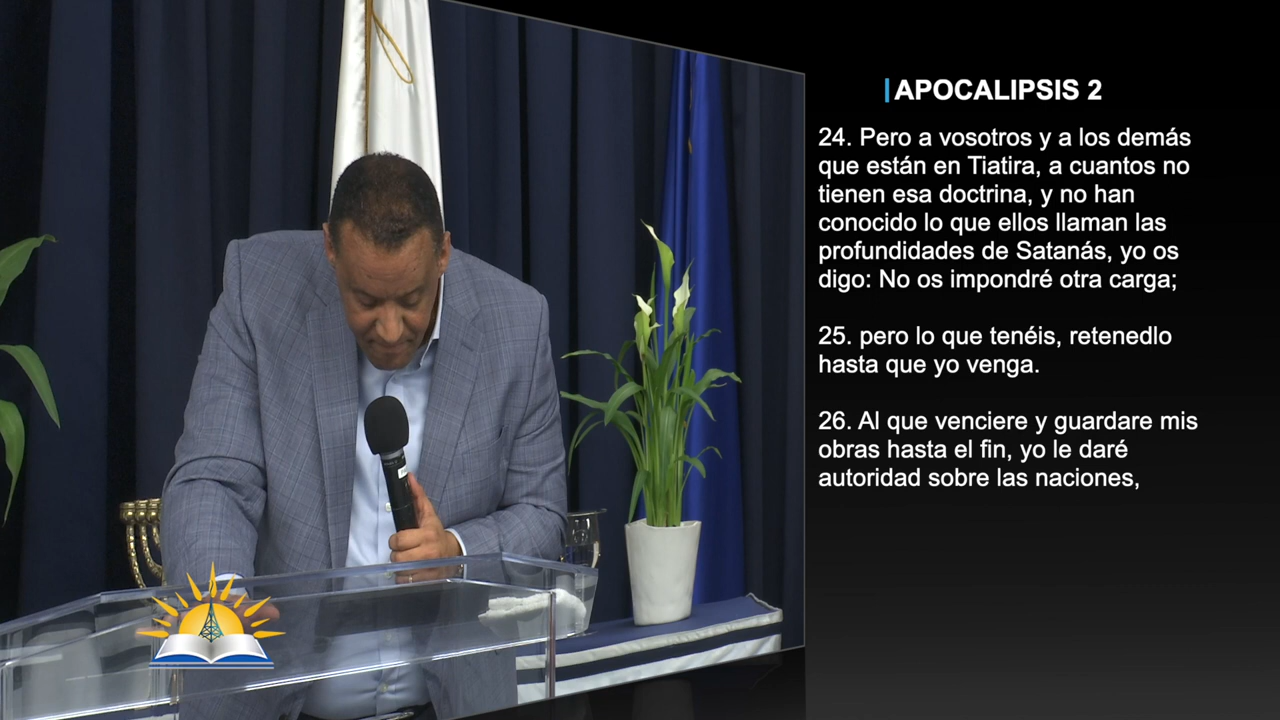 APOCALIPSIS 2
24. Pero a vosotros y a los demás
que están en Tiatira, a cuantos no
tienen esa doctrina, y no han
conocido lo que ellos llaman las
profundidades de Satanás, yo os
digo: No os impondré otra carga;
25. pero lo que tenéis, retenedlo
hasta que yo venga.
26. Al que venciere y guardare mis
obras hasta el fin, yo le daré
autoridad sobre las naciones,